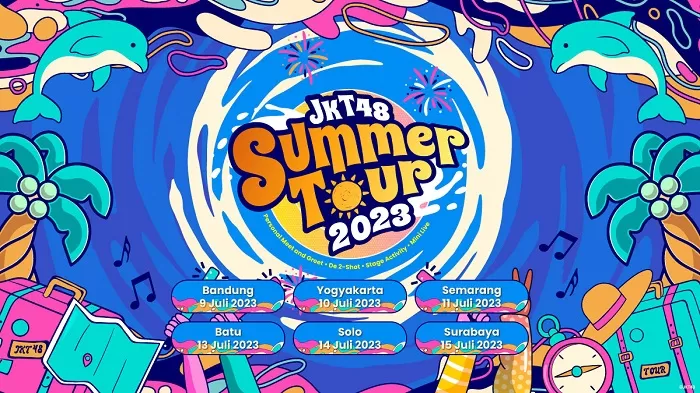 JKT48
Summer
Tour
2023
Personal Meet and Greet • De 2-Shot • Stage Activity • Mini Live
Bandung
9 Juli 2023
Yogyakarta
10 Juli 2023
Semarang
11 Juli 2023
Batu
13 Juli 2023
Solo
14 Juli 2023
Surabaya
15 Juli 2023
JKT48
TOUR